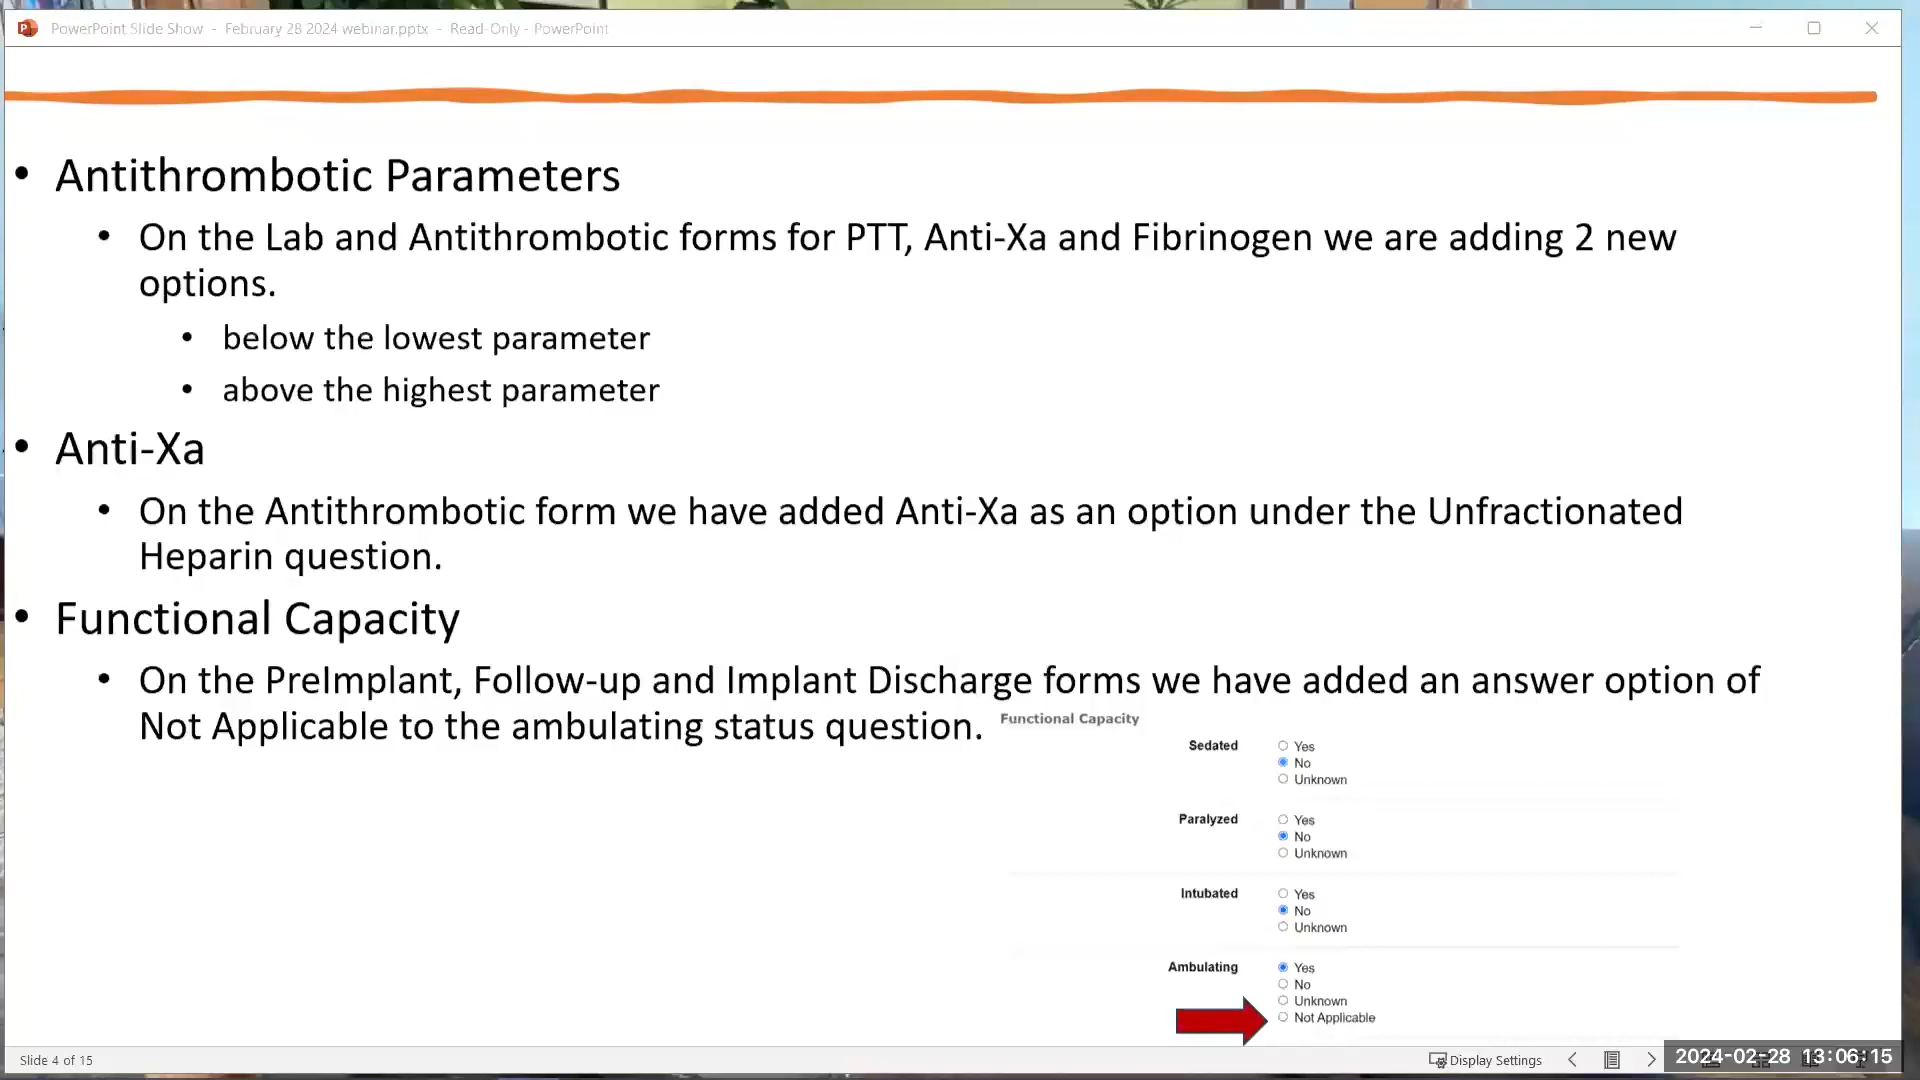 PowerPoint Slide Show - February 28 2024 webinar.pptx - Read-Only - PowerPoint
• Antithrombotic Parameters
• On the Lab and Antithrombotic forms for PTT, Anti-Xa and Fibrinogen we are adding 2 new
options.
• below the lowest parameter
• above the highest parameter
• Anti-Xa
• On the Antithrombotic form we have added Anti-Xa as an option under the Unfractionated
Heparin question.
• Functional Capacity
• On the PreImplant, Follow-up and Implant Discharge forms we have added an answer option of
Not Applicable to the ambulating status question.
Functional Capacity
Sedated Yes
No
Unknown
Paralyzed Yes
No
Unknown
Intubated Yes
No
Unknown
Ambulating Yes
No
Unknown
Not Applicable
Slide 4 of 15
Display Settings
2024-02-28 13:06:15